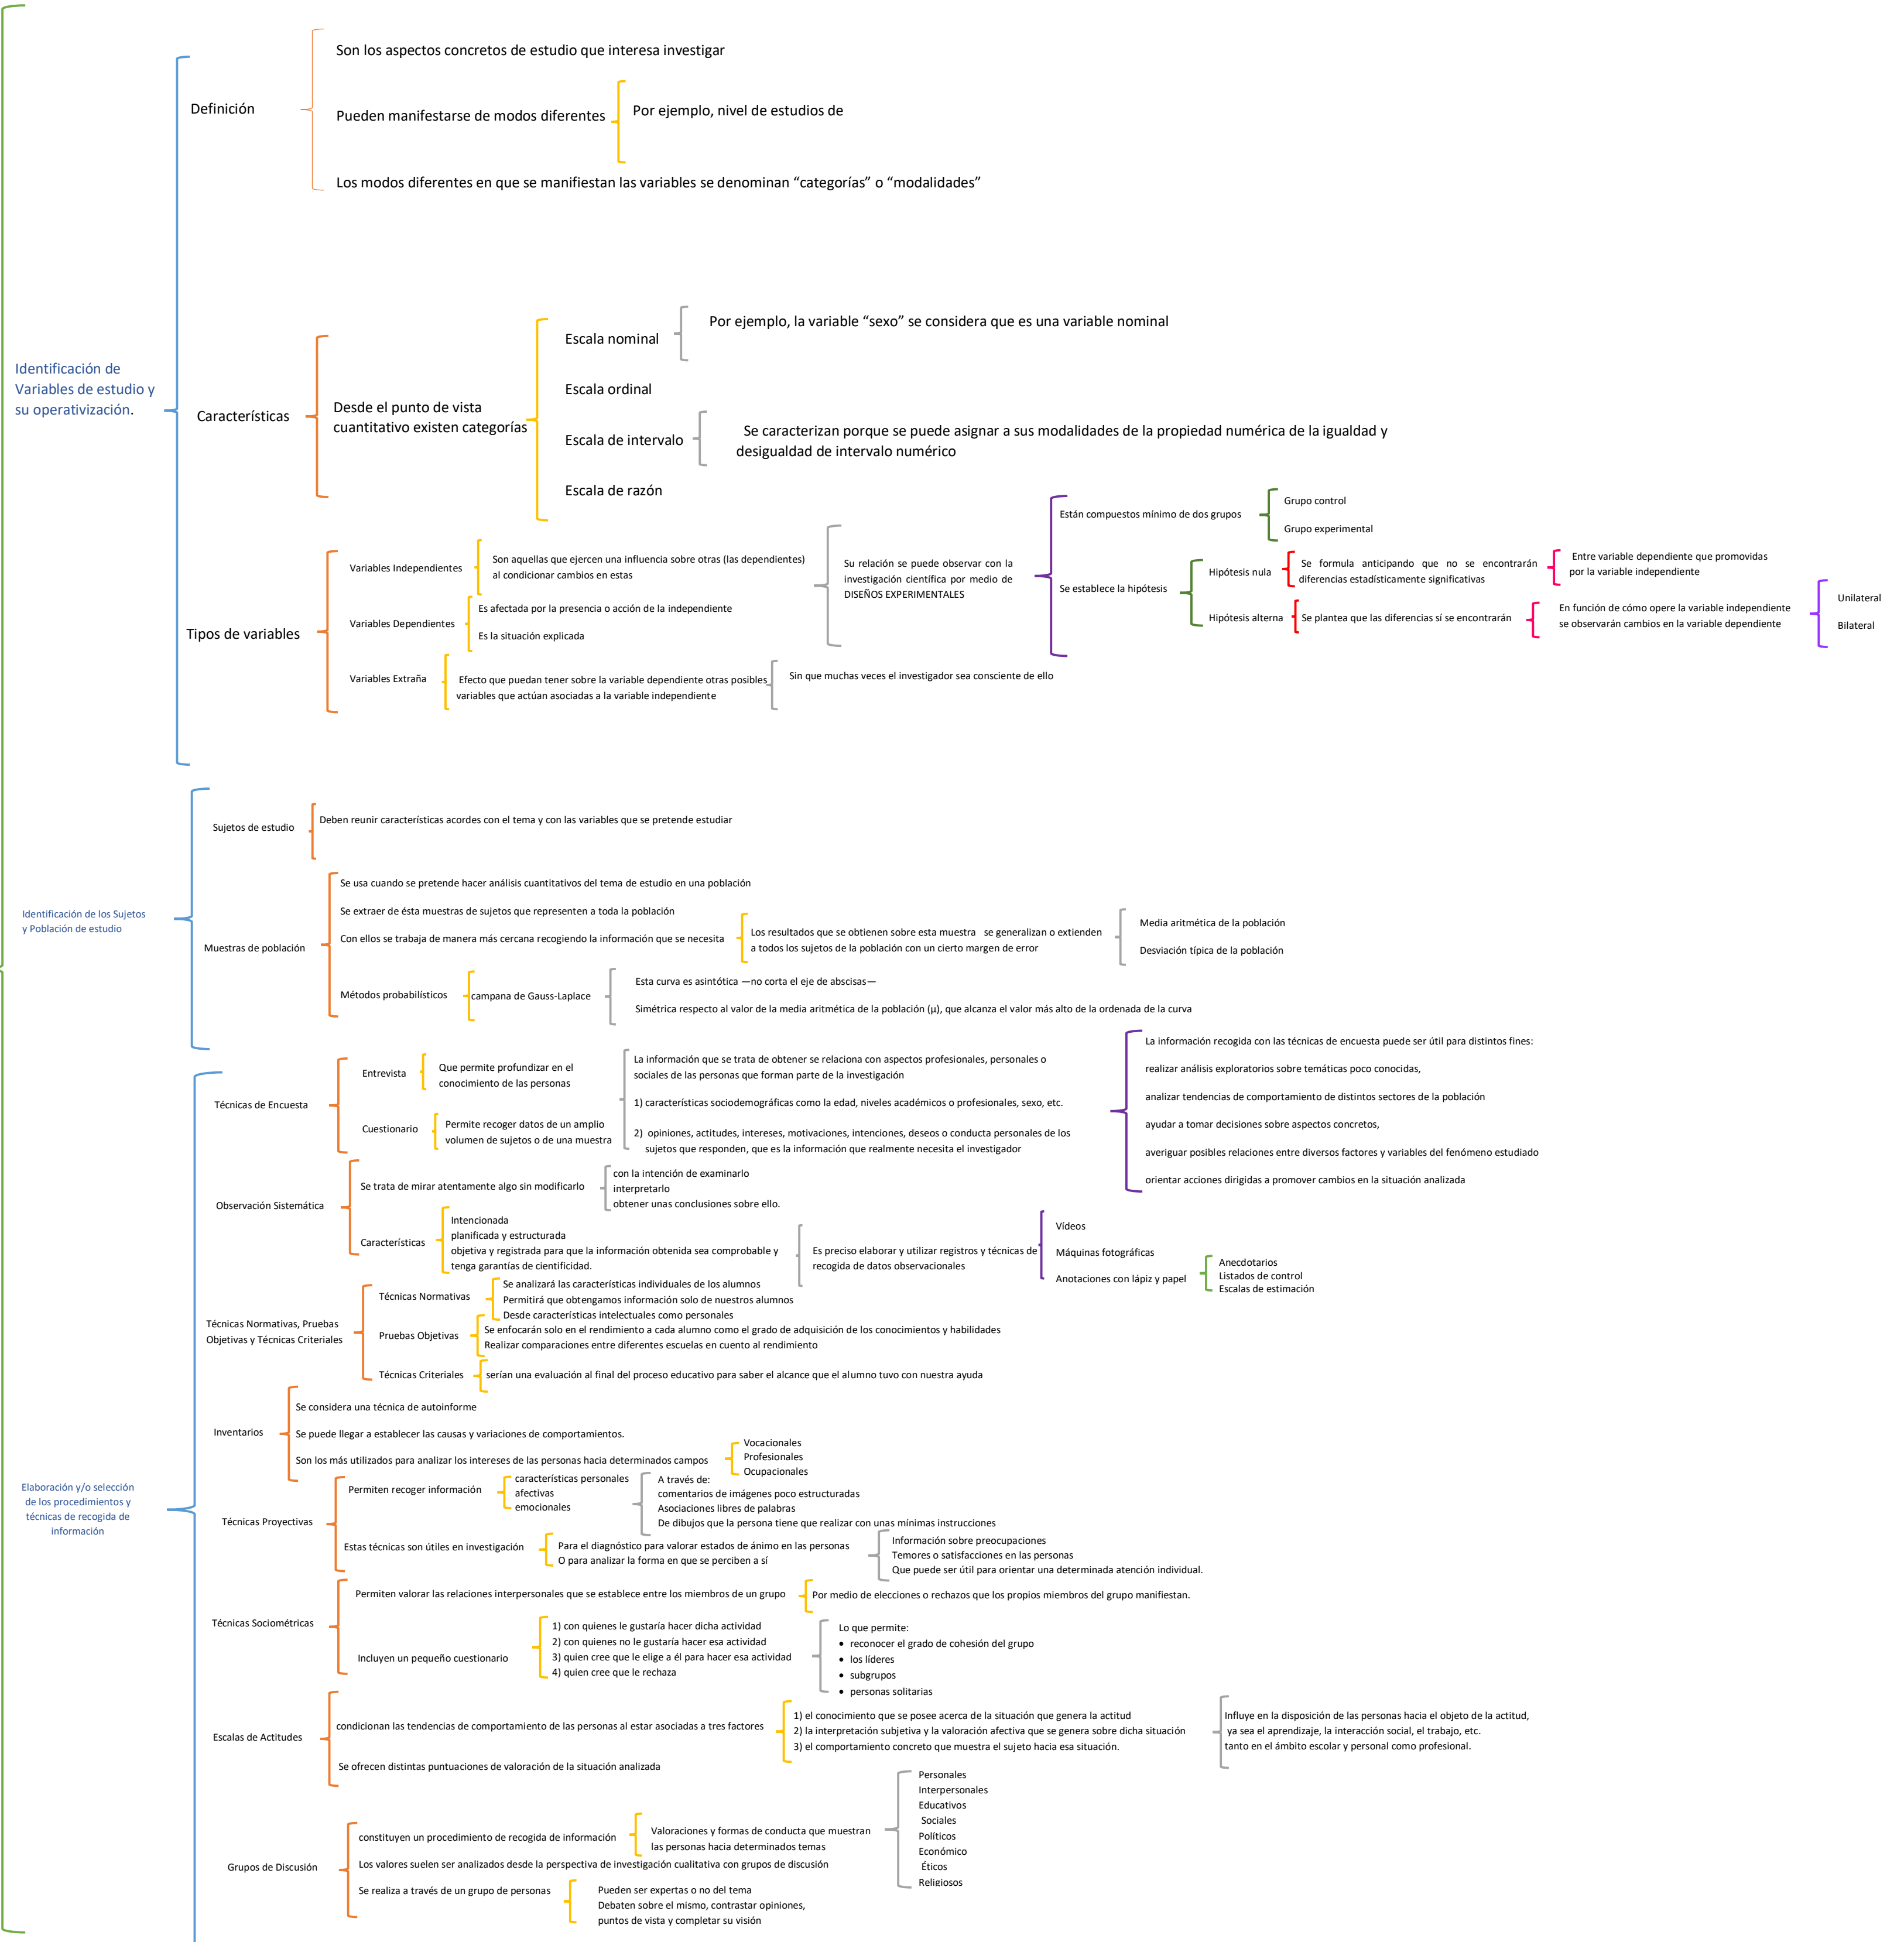 Identificación de
Variables de estudio y
su operativización.
Definición
Son los aspectos concretos de estudio que interesa investigar
Pueden manifestarse de modos diferentes
Por ejemplo, nivel de estudios de
Los modos diferentes en que se manifiestan las variables se denominan “categorías” o “modalidades”
Características
Desde el punto de vista
cuantitativo existen categorías
Escala nominal
Por ejemplo, la variable “sexo” se considera que es una variable nominal
Escala ordinal
Escala de intervalo
Se caracterizan porque se puede asignar a sus modalidades de la propiedad numérica de la igualdad y
desigualdad de intervalo numérico
Escala de razón
Tipos de variables
Variables Independientes
Son aquellas que ejercen una influencia sobre otras (las dependientes)
al condicionar cambios en estas
Variables Dependientes
Es afectada por la presencia o acción de la independiente
Es la situación explicada
Su relación se puede observar con la
investigación científica por medio de
DISEÑOS EXPERIMENTALES
Están compuestos mínimo de dos grupos
Grupo control
Grupo experimental
Se establece la hipótesis
Hipótesis nula
Se formula anticipando que no se encontrarán
diferencias estadísticamente significativas
Entre variable dependiente que promovidas
por la variable independiente
Hipótesis alterna
Se plantea que las diferencias sí se encontrarán
En función de cómo opere la variable independiente
se observarán cambios en la variable dependiente
Unilateral
Bilateral
Variables Extraña
Efecto que puedan tener sobre la variable dependiente otras posibles
variables que actúan asociadas a la variable independiente
Sin que muchas veces el investigador sea consciente de ello
Identificación de los Sujetos
y Población de estudio
Sujetos de estudio
Deben reunir características acordes con el tema y con las variables que se pretende estudiar
Muestras de población
Se usa cuando se pretende hacer análisis cuantitativos del tema de estudio en una población
Se extraer de ésta muestras de sujetos que representen a toda la población
Con ellos se trabaja de manera más cercana recogiendo la información que se necesita
Los resultados que se obtienen sobre esta muestra se generalizan o extienden
a todos los sujetos de la población con un cierto margen de error
Media aritmética de la población
Desviación típica de la población
Métodos probabilísticos
campana de Gauss-Laplace
Esta curva es asintótica —no corta el eje de abscisas—
Simétrica respecto al valor de la media aritmética de la población (μ), que alcanza el valor más alto de la ordenada de la curva
Elaboración y/o selección
de los procedimientos y
técnicas de recogida de
información
Técnicas de Encuesta
Entrevista
Que permite profundizar en el
conocimiento de las personas
Cuestionario
Permite recoger datos de un amplio
volumen de sujetos o de una muestra
La información que se trata de obtener se relaciona con aspectos profesionales, personales o
sociales de las personas que forman parte de la investigación
1) características sociodemográficas como la edad, niveles académicos o profesionales, sexo, etc.
2) opiniones, actitudes, intereses, motivaciones, intenciones, deseos o conducta personales de los
sujetos que responden, que es la información que realmente necesita el investigador
La información recogida con las técnicas de encuesta puede ser útil para distintos fines:
realizar análisis exploratorios sobre temáticas poco conocidas,
analizar tendencias de comportamiento de distintos sectores de la población
ayudar a tomar decisiones sobre aspectos concretos,
averiguar posibles relaciones entre diversos factores y variables del fenómeno estudiado
orientar acciones dirigidas a promover cambios en la situación analizada
Observación Sistemática
Se trata de mirar atentamente algo sin modificarlo
con la intención de examinarlo
interpretarlo
obtener unas conclusiones sobre ello.
Características
Intencionada
planificada y estructurada
objetiva y registrada para que la información obtenida sea comprobable y
tenga garantías de cientificidad.
Es preciso elaborar y utilizar registros y técnicas de
recogida de datos observacionales
Vídeos
Máquinas fotográficas
Anotaciones con lápiz y papel
Anecdotarios
Listados de control
Escalas de estimación
Técnicas Normativas, Pruebas
Objetivas y Técnicas Criteriales
Técnicas Normativas
Se analizará las características individuales de los alumnos
Permitirá que obtengamos información solo de nuestros alumnos
Desde características intelectuales como personales
Pruebas Objetivas
Se enfocarán solo en el rendimiento a cada alumno como el grado de adquisición de los conocimientos y habilidades
Realizar comparaciones entre diferentes escuelas en cuento al rendimiento
Técnicas Criteriales
serían una evaluación al final del proceso educativo para saber el alcance que el alumno tuvo con nuestra ayuda
Inventarios
Se considera una técnica de autoinforme
Se puede llegar a establecer las causas y variaciones de comportamientos.
Son los más utilizados para analizar los intereses de las personas hacia determinados campos
Vocacionales
Profesionales
Ocupacionales
Técnicas Proyectivas
Permiten recoger información
características personales
afectivas
emocionales
A través de:
comentarios de imágenes poco estructuradas
Asociaciones libres de palabras
De dibujos que la persona tiene que realizar con unas mínimas instrucciones
Estas técnicas son útiles en investigación
Para el diagnóstico para valorar estados de ánimo en las personas
O para analizar la forma en que se perciben a sí
Información sobre preocupaciones
Temores o satisfacciones en las personas
Que puede ser útil para orientar una determinada atención individual.
Técnicas Sociométricas
Permiten valorar las relaciones interpersonales que se establece entre los miembros de un grupo
Por medio de elecciones o rechazos que los propios miembros del grupo manifiestan.
Incluyen un pequeño cuestionario
1) con quienes le gustaría hacer dicha actividad
2) con quienes no le gustaría hacer esa actividad
3) quien cree que le elige a él para hacer esa actividad
4) quien cree que le rechaza
Lo que permite:
• reconocer el grado de cohesión del grupo
• los líderes
• subgrupos
• personas solitarias
Escalas de Actitudes
condicionan las tendencias de comportamiento de las personas al estar asociadas a tres factores
1) el conocimiento que se posee acerca de la situación que genera la actitud
2) la interpretación subjetiva y la valoración afectiva que se genera sobre dicha situación
3) el comportamiento concreto que muestra el sujeto hacia esa situación.
Influye en la disposición de las personas hacia el objeto de la actitud,
ya sea el aprendizaje, la interacción social, el trabajo, etc.
tanto en el ámbito escolar y personal como profesional.
Se ofrecen distintas puntuaciones de valoración de la situación analizada
Grupos de Discusión
constituyen un procedimiento de recogida de información
Valoraciones y formas de conducta que muestran
las personas hacia determinados temas
Personales
Interpersonales
Educativos
Sociales
Políticos
Económico
Éticos
Religiosos
Los valores suelen ser analizados desde la perspectiva de investigación cualitativa con grupos de discusión
Se realiza a través de un grupo de personas
Pueden ser expertas o no del tema
Debaten sobre el mismo, contrastar opiniones,
puntos de vista y completar su visión